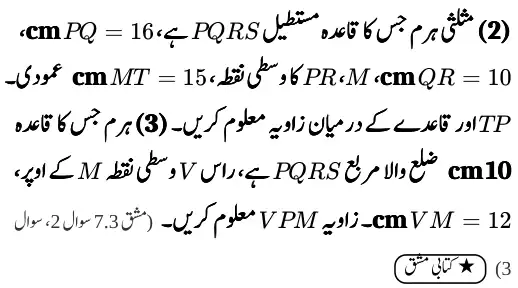 (2) مثلثی ہرم جس کا قاعدہ مستطیل PQRS ہے، PQ = 16 cm،
QR = 10 cm، PR، M کا وسطی نقطہ، MT = 15 cm عمودی۔
TP اور قاعدے کے درمیان زاویہ معلوم کریں۔ (3) ہرم جس کا قاعدہ
10cm ضلع والا مربع PQRS ہے، راس V وسطی نقطہ M کے اوپر،
VM = 12 cm۔ زاویہ VPM معلوم کریں۔ (مشق 7.3 سوال 2، سوال
3) ★ کتابی مشق